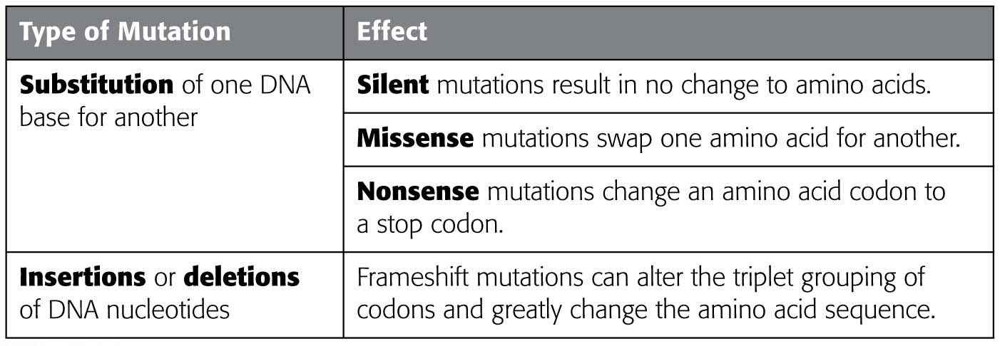 Type of Mutation
Effect
Substitution of one DNA
base for another
Silent mutations result in no change to amino acids.
Missense mutations swap one amino acid for another.
Nonsense mutations change an amino acid codon to
a stop codon.
Insertions or deletions
of DNA nucleotides
Frameshift mutations can alter the triplet grouping of
codons and greatly change the amino acid sequence.